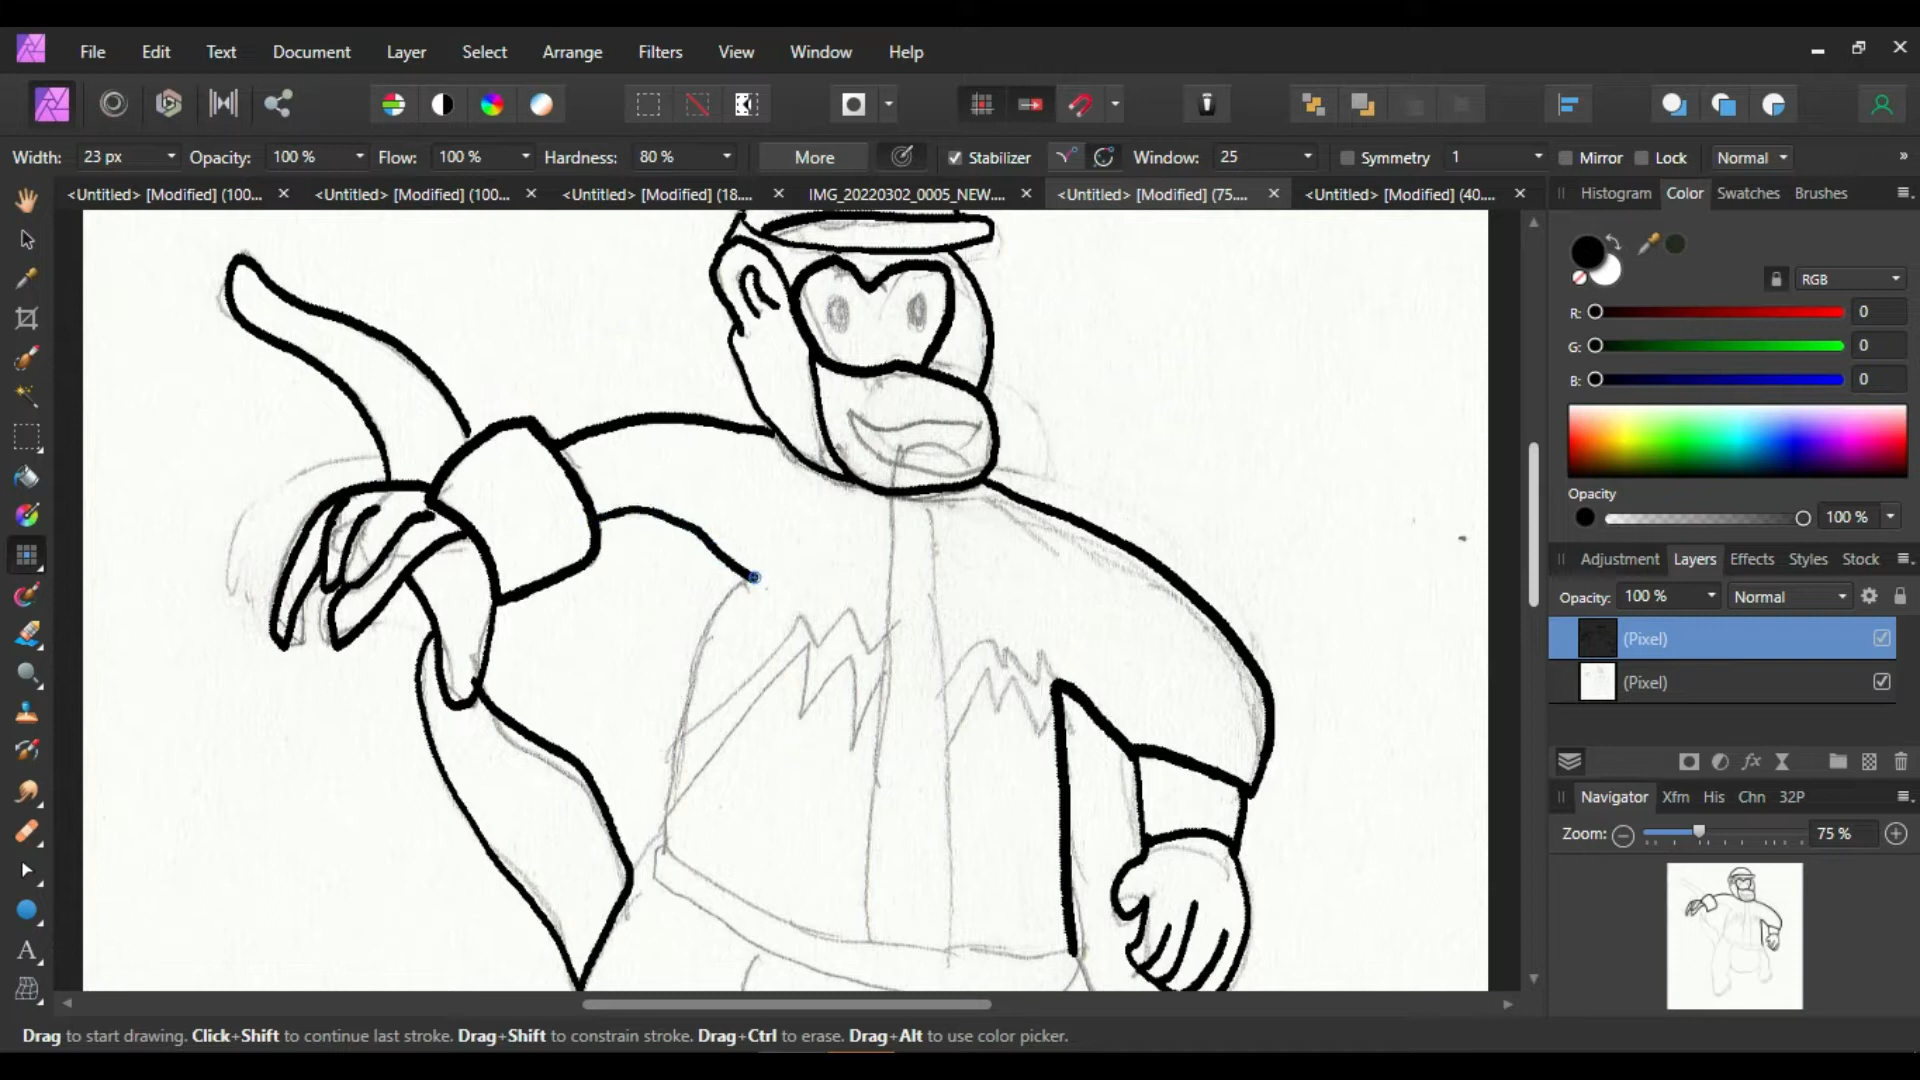 File Edit Text Document Layer Select Arrange Filters View Window Help
Width: 23 px Opacity: 100 % Flow: 100 % Hardness: 80 % More Stabilizer Window: 25 Symmetry 1 Mirror Lock Normal »
<Untitled> [Modified] (100... <Untitled> [Modified] (100... <Untitled> [Modified] (18.... IMG_20220302_0005_NEW.... <Untitled> [Modified] (75.... <Untitled> [Modified] (40....
Histogram Color Swatches Brushes
RGB
R: 0
G: 0
B: 0
Opacity
100 %
Adjustment Layers Effects Styles Stock
Opacity: 100 % Normal
(Pixel)
(Pixel)
fx
Navigator Xfm His Chn 32P
Zoom: 75 %
A
Drag to start drawing. Click+Shift to continue last stroke. Drag+Shift to constrain stroke. Drag+Ctrl to erase. Drag+Alt to use color picker.